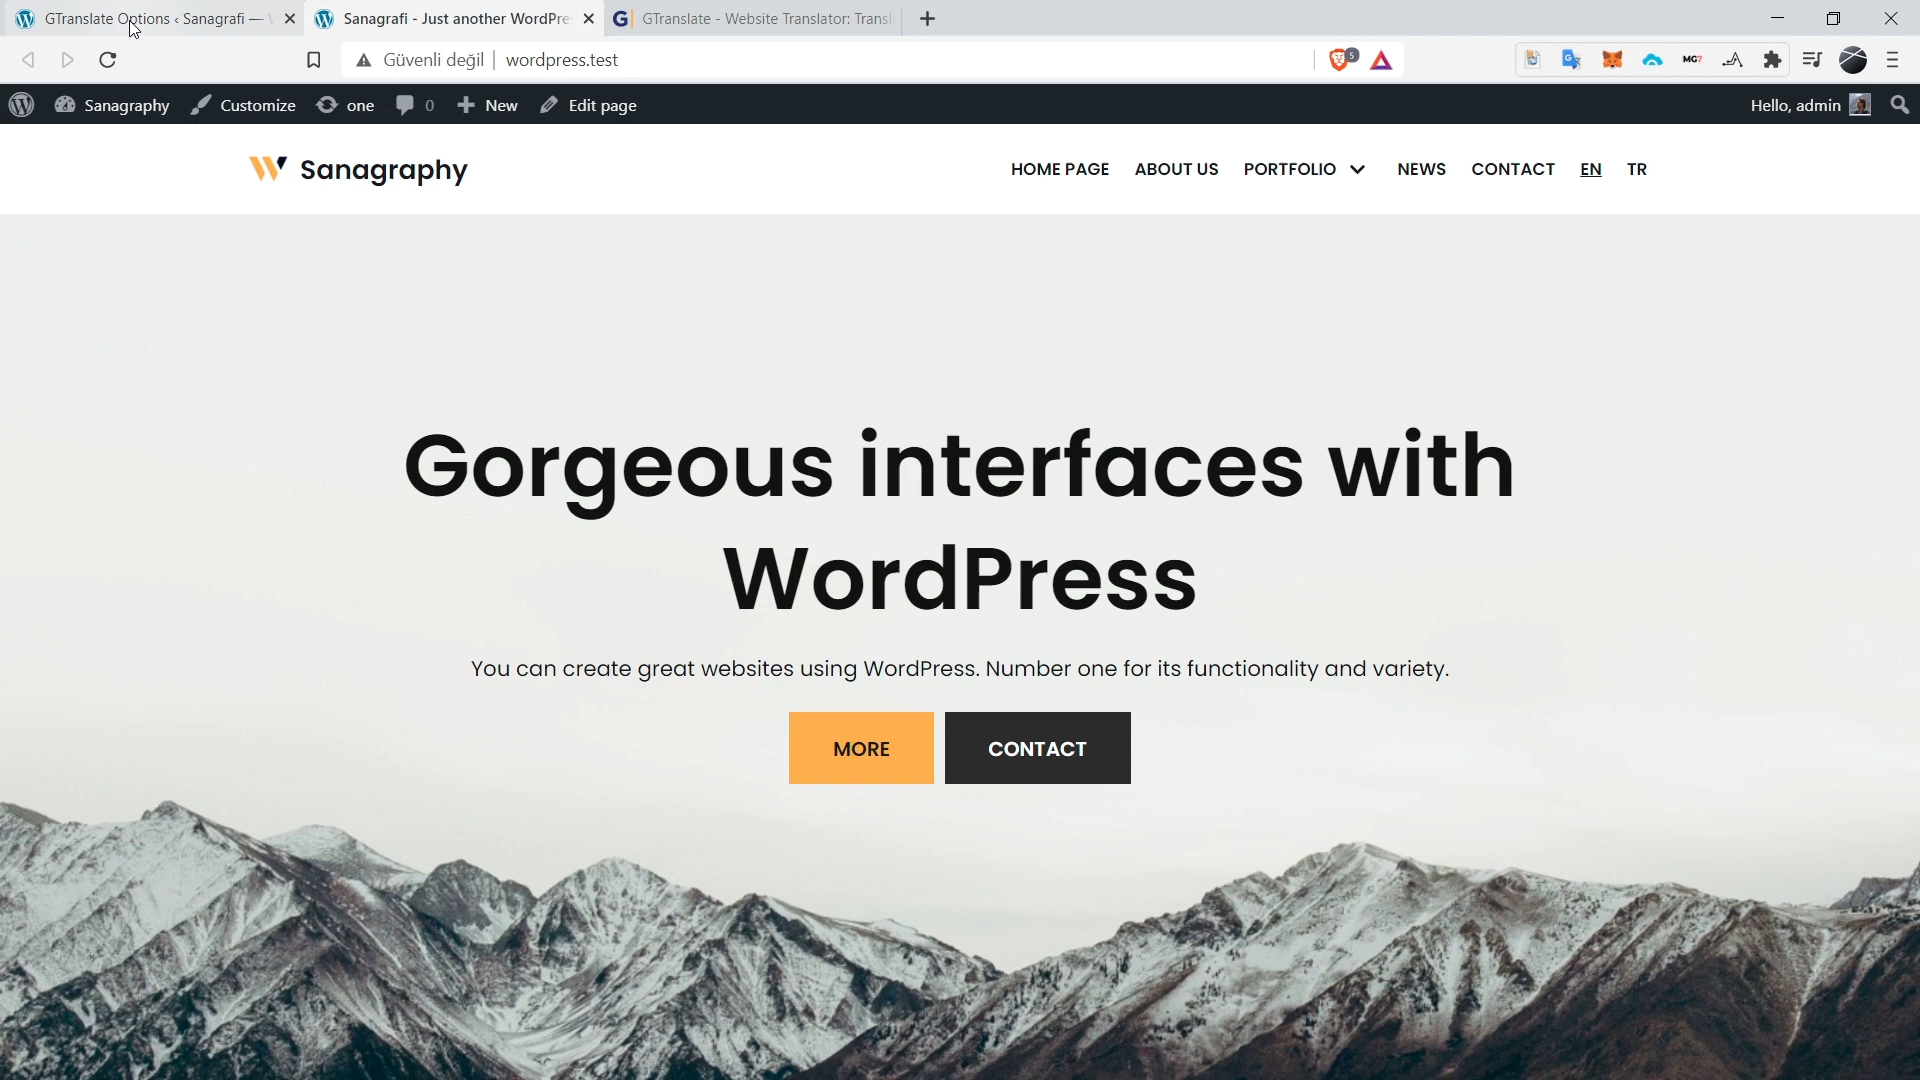 GTranslate Options ‹ Sanagrafi —
Sanagrafi - Just another WordPre
GTranslate - Website Translator: Transl
Güvenli değil
wordpress.test
5
MG7
Sanagraphy
Customize
one
0
New
Edit page
Hello, admin
Sanagraphy
HOME PAGE
ABOUT US
PORTFOLIO
NEWS
CONTACT
EN
TR
Gorgeous interfaces with
WordPress
You can create great websites using WordPress. Number one for its functionality and variety.
MORE
CONTACT